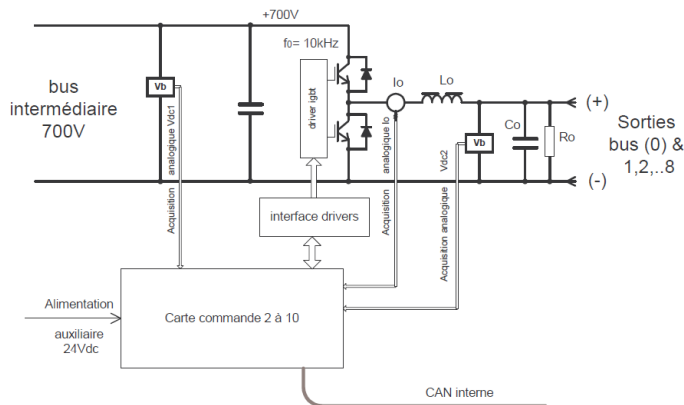 +700V
f0= 10kHz
bus
intermédiaire
700V
Vb
driver igbt
Io
Lo
Co
Ro
Vb
(+)
(-)
Sorties
bus (0) &
1,2,..8
Acquisition analogique Vdc1
Acquisition analogique Io
Acquisition analogique Vdc2
interface drivers
Alimentation
auxiliaire
24Vdc
Carte commande 2 à 10
CAN interne